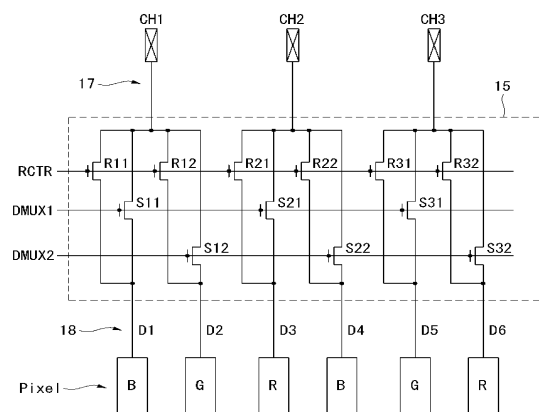 CH1 CH2 CH3
17
15
R11 R12 R21 R22 R31 R32
RCTR
S11 S21 S31
DMUX1
S12 S22 S32
DMUX2
18 D1 D2 D3 D4 D5 D6
Pixel B G R B G R